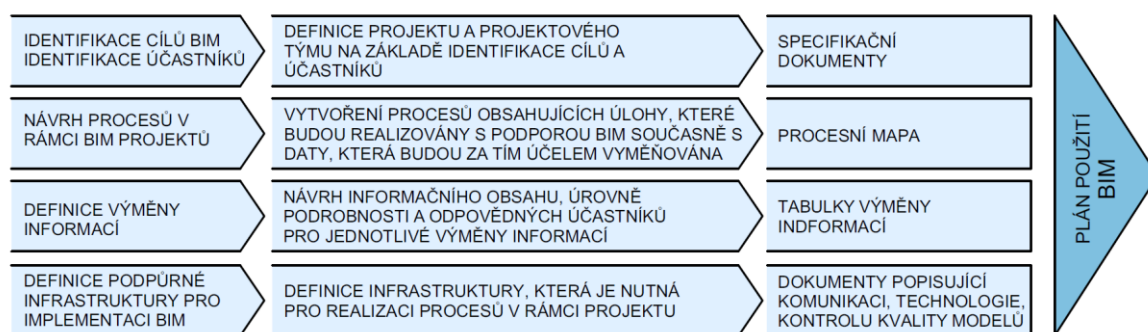 IDENTIFIKACE CÍLŮ BIM
IDENTIFIKACE ÚČASTNÍKŮ
DEFINICE PROJEKTU A PROJEKTOVÉHO
TÝMU NA ZÁKLADĚ IDENTIFIKACE CÍLŮ A
ÚČASTNÍKŮ
SPECIFIKAČNÍ
DOKUMENTY
NÁVRH PROCESŮ V
RÁMCI BIM PROJEKTŮ
VYTVOŘENÍ PROCESŮ OBSAHUJÍCÍCH ÚLOHY, KTERÉ
BUDOU REALIZOVÁNY S PODPOROU BIM SOUČASNĚ S
DATY, KTERÁ BUDOU ZA TÍM ÚČELEM VYMĚŇOVÁNA
PROCESNÍ MAPA
DEFINICE VÝMĚNY
INFORMACÍ
NÁVRH INFORMAČNÍHO OBSAHU, ÚROVNĚ
PODROBNOSTI A ODPOVĚDNÝCH ÚČASTNÍKŮ
PRO JEDNOTLIVÉ VÝMĚNY INFORMACÍ
TABULKY VÝMĚNY
INDFORMACÍ
DEFINICE PODPŮRNÉ
INFRASTRUKTURY PRO
IMPLEMENTACI BIM
DEFINICE INFRASTRUKTURY, KTERÁ JE NUTNÁ
PRO REALIZACI PROCESŮ V RÁMCI PROJEKTU
DOKUMENTY POPISUJÍCÍ
KOMUNIKACI, TECHNOLOGIE,
KONTROLU KVALITY MODELŮ
PLÁN POUŽITÍ
BIM